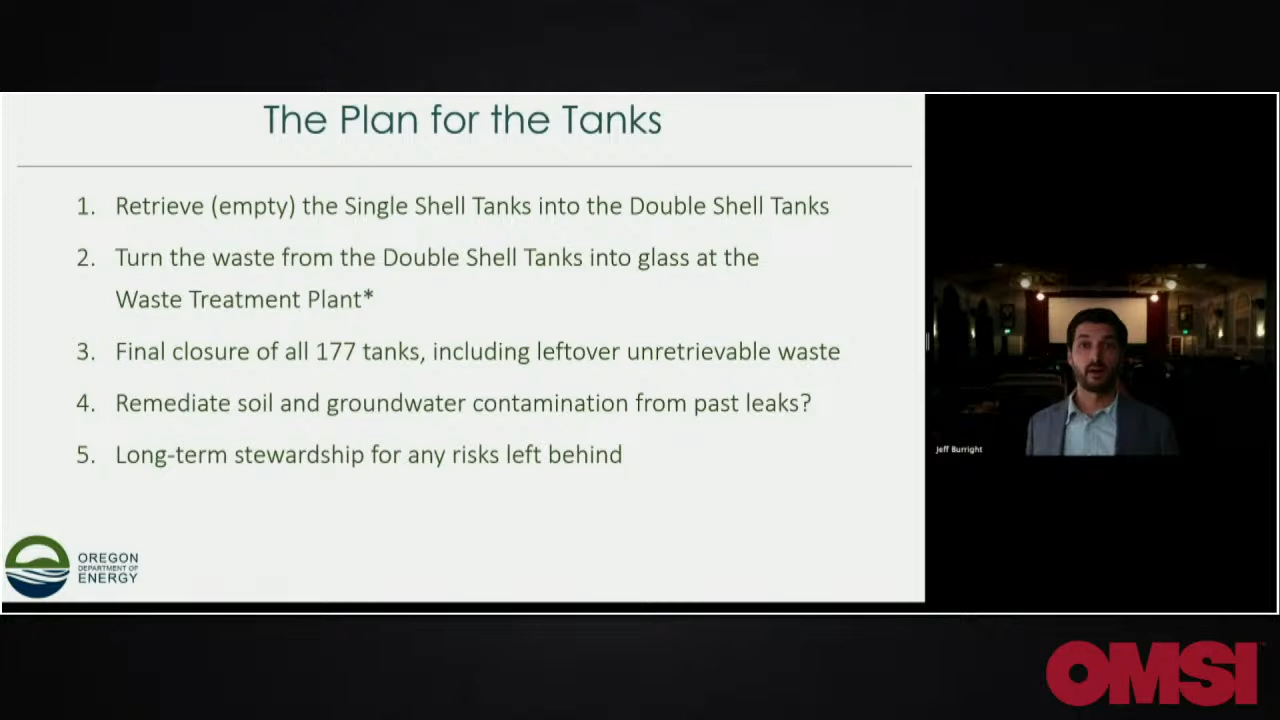 The Plan for the Tanks
1. Retrieve (empty) the Single Shell Tanks into the Double Shell Tanks
2. Turn the waste from the Double Shell Tanks into glass at the
Waste Treatment Plant*
3. Final closure of all 177 tanks, including leftover unretrievable waste
4. Remediate soil and groundwater contamination from past leaks?
5. Long-term stewardship for any risks left behind
OREGON
DEPARTMENT OF
ENERGY
Jeff Burright
OMSI